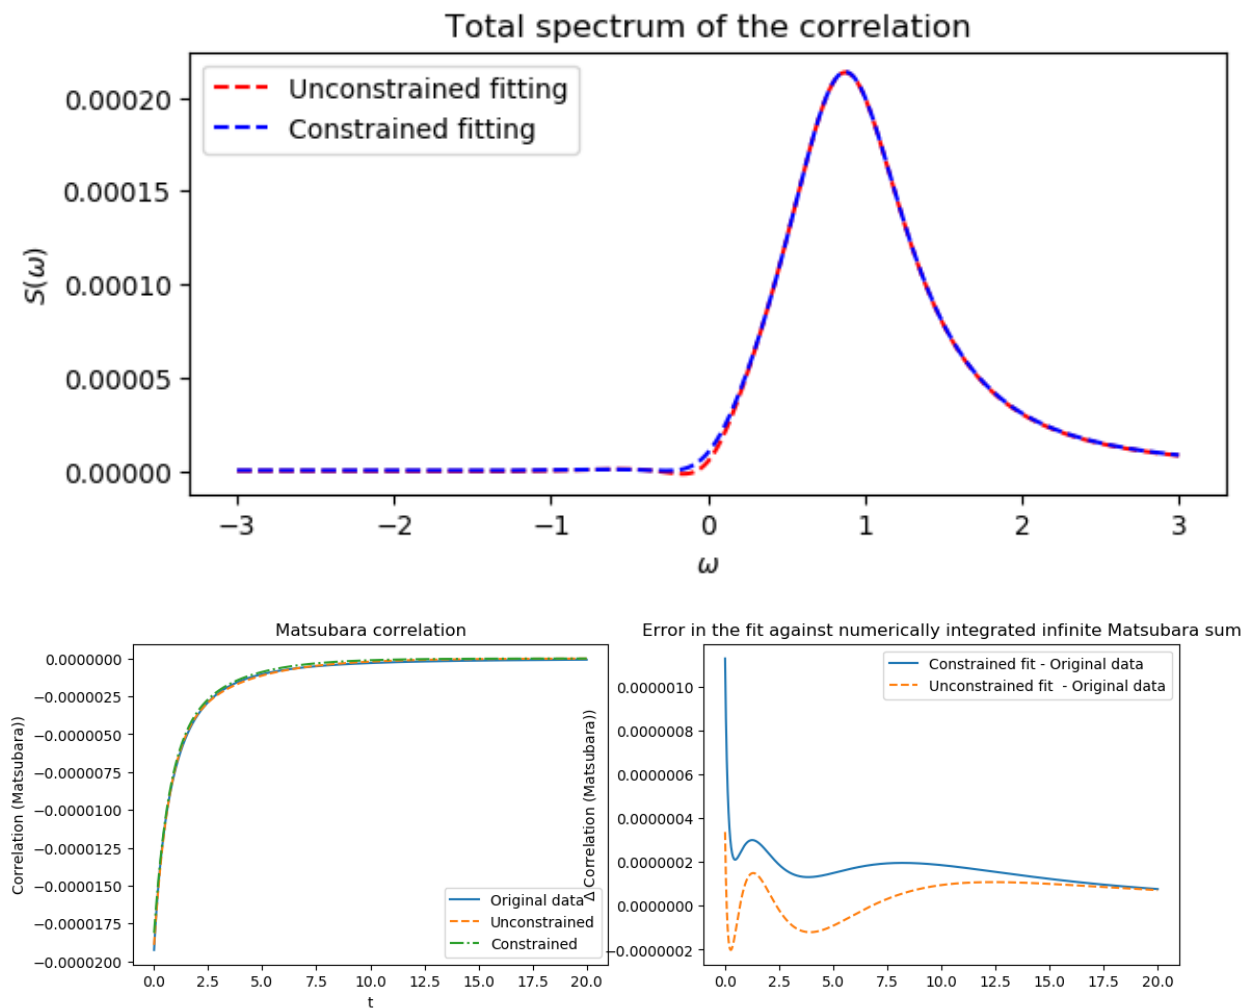 Total spectrum of the correlation
Unconstrained fitting
Constrained fitting
0.00020
0.00015
0.00010
0.00005
0.00000
S(ω)
−3 −2 −1 0 1 2 3
ω
Matsubara correlation
0.0000000
−0.0000025
−0.0000050
−0.0000075
−0.0000100
−0.0000125
−0.0000150
−0.0000175
−0.0000200
Correlation (Matsubara))
Original data
Unconstrained
Constrained
0.0 2.5 5.0 7.5 10.0 12.5 15.0 17.5 20.0
t
Error in the fit against numerically integrated infinite Matsubara sum
Constrained fit - Original data
Unconstrained fit - Original data
0.0000010
0.0000008
0.0000006
0.0000004
0.0000002
0.0000000
−0.0000002
Δ Correlation (Matsubara))
0.0 2.5 5.0 7.5 10.0 12.5 15.0 17.5 20.0